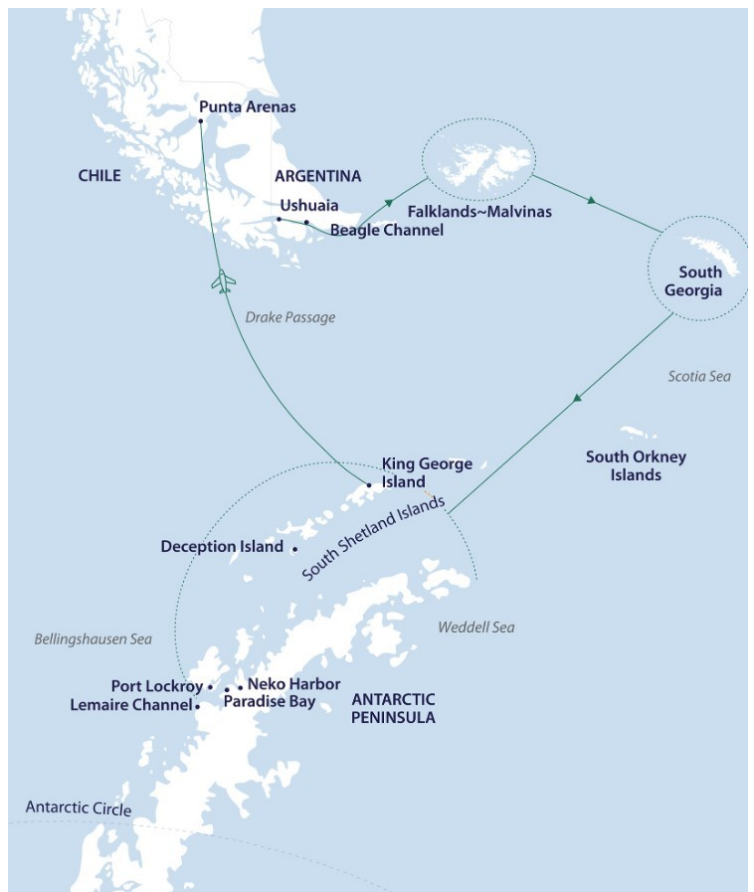 Punta Arenas
CHILE
ARGENTINA
Ushuaia
Beagle Channel
Falklands~Malvinas
South
Georgia
Drake Passage
Scotia Sea
South Orkney
Islands
King George
Island
South Shetland Islands
Deception Island
Weddell Sea
Bellingshausen Sea
Port Lockroy
Neko Harbor
Lemaire Channel
Paradise Bay
ANTARCTIC
PENINSULA
Antarctic Circle